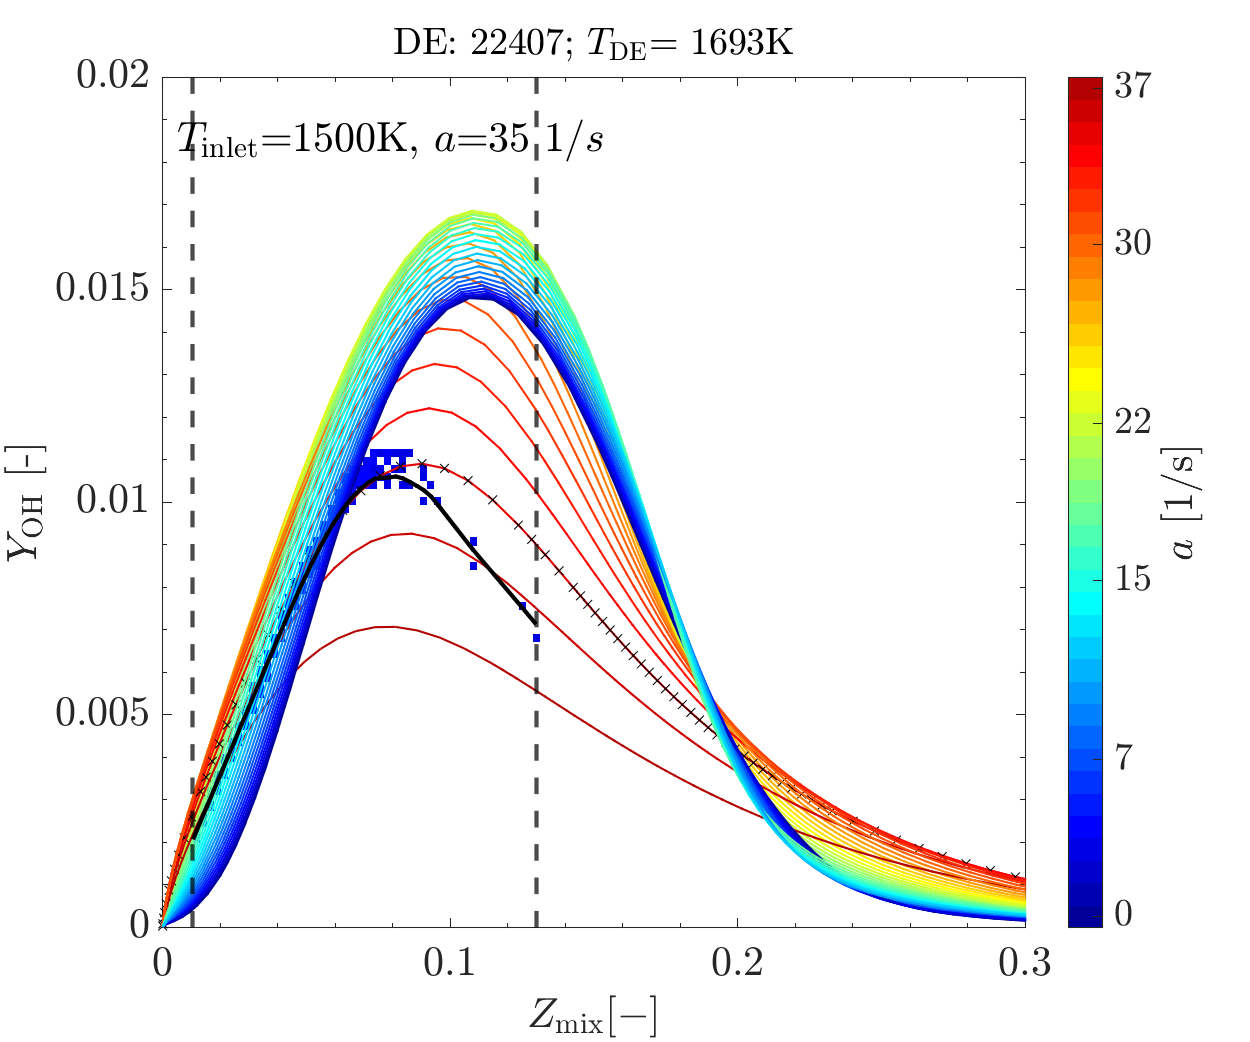 DE: 22407; T_DE= 1693K
0.02
0.015
0.01
0.005
0
T_inlet=1500K, a=35 1/s
Y_OH [-]
0 0.1 0.2 0.3
Z_mix[−]
37
30
22
15
7
0
a [1/s]